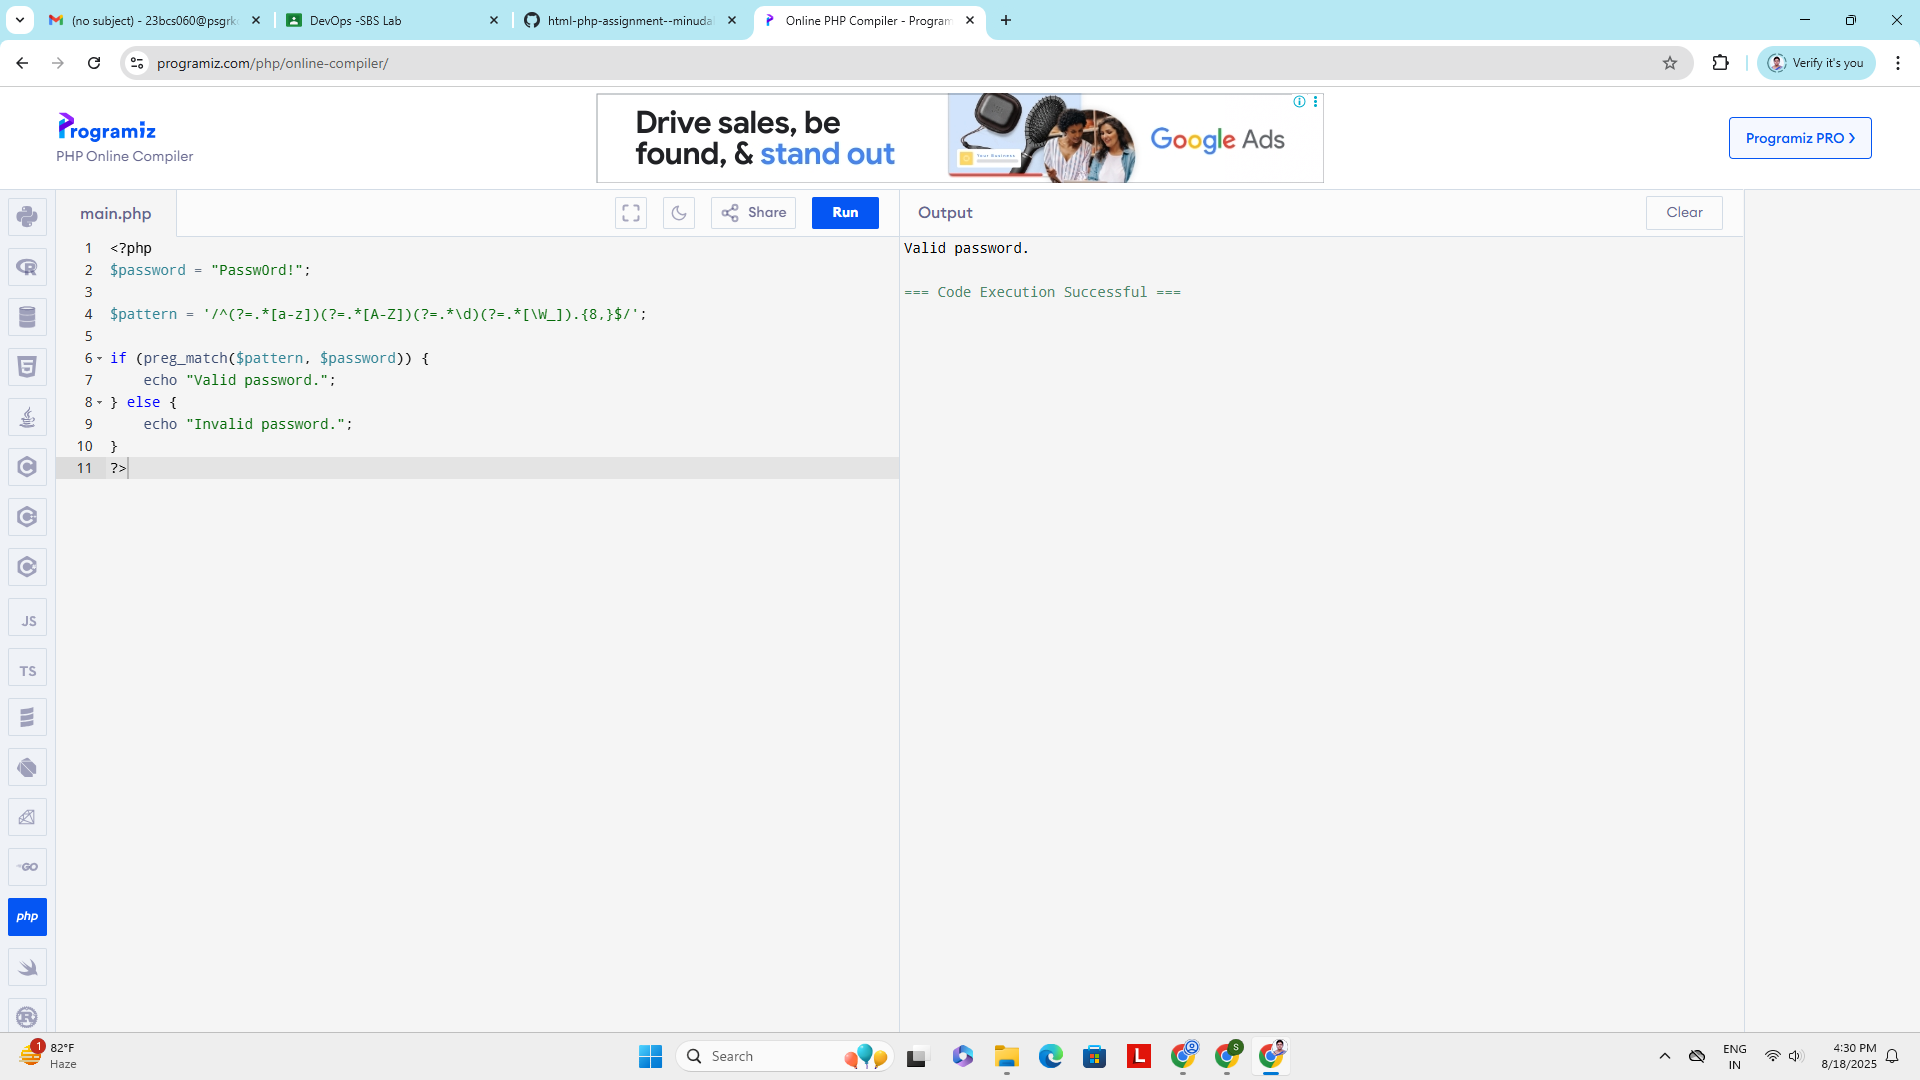 (no subject) - 23bcs060@psgrkc
DevOps -SBS Lab
html-php-assignment--minuda
Online PHP Compiler - Program
programiz.com/php/online-compiler/
Verify it's you
Programiz
PHP Online Compiler
Drive sales, be
found, & stand out
Your Business
Google Ads
Programiz PRO
main.php
Share
Run
Output
Clear
1 <?php
2 $password = "Passw0rd!";
3
4 $pattern = '/^(?=.*[a-z])(?=.*[A-Z])(?=.*\d)(?=.*[\W_]).{8,}$/';
5
6 if (preg_match($pattern, $password)) {
7 echo "Valid password.";
8 } else {
9 echo "Invalid password.";
10 }
11 ?>
Valid password.
=== Code Execution Successful ===
JS
TS
GO
php
1
82°F
Haze
Search
L
S
ENG
IN
4:30 PM
8/18/2025